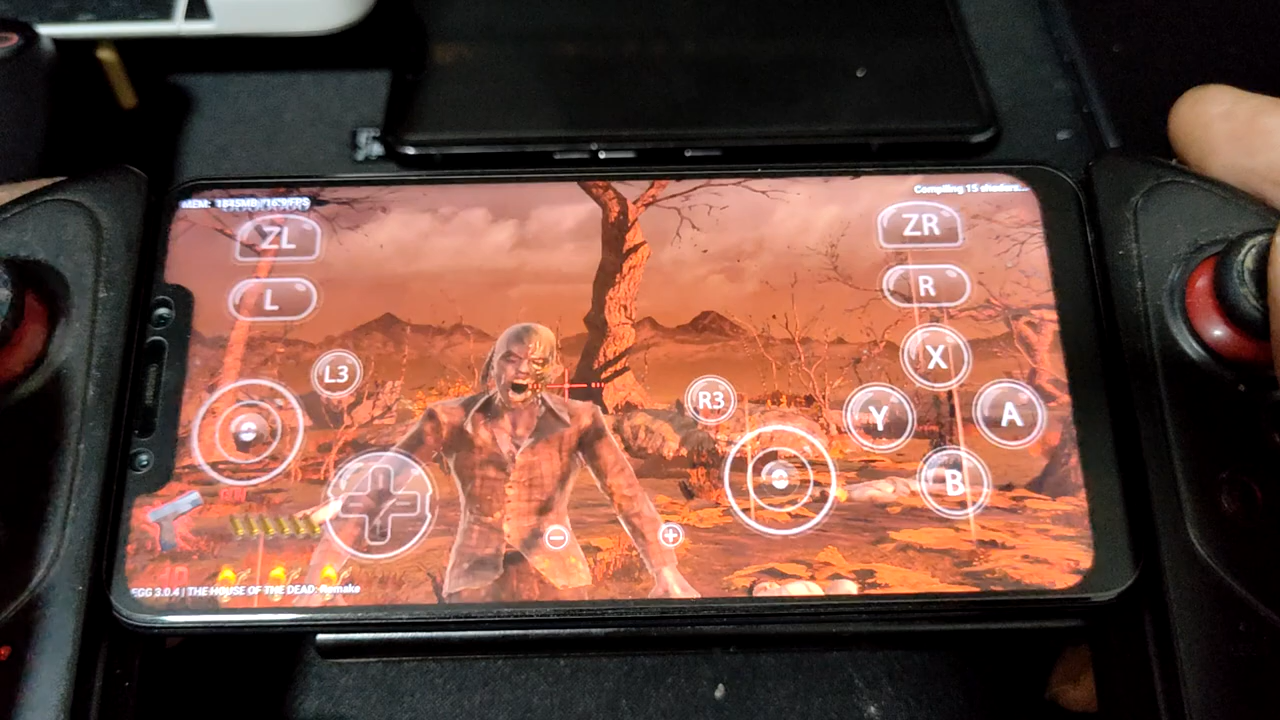 MEM: 1845MB 16.9 FPS
Compiling 15 shaders...
ZL
ZR
L
R
L3
X
R3
Y
A
B
EGG 3.0.4 | THE HOUSE OF THE DEAD: Remake